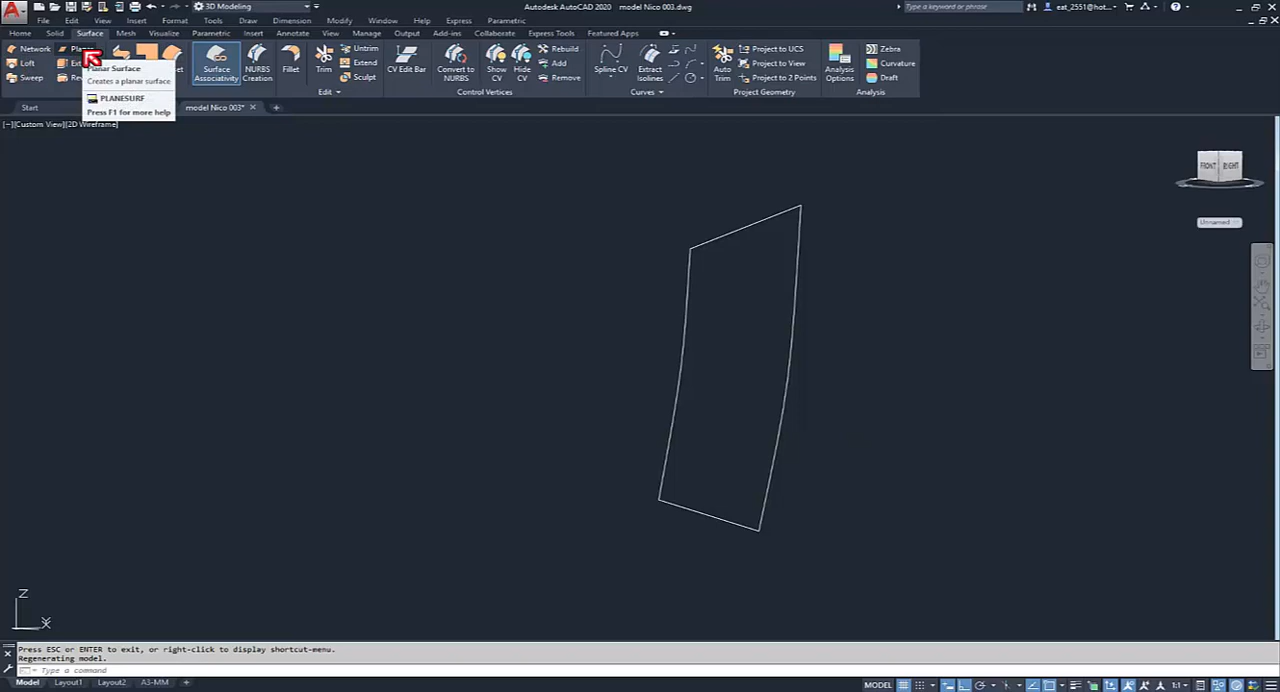 3D Modeling
Autodesk AutoCAD 2020   model Nico 003.dwg
Type a keyword or phrase
eat_2551@hot...
File Edit View Insert Format Tools Draw Dimension Modify Window Help Express Parametric
Home Solid Surface Mesh Visualize Parametric Insert Annotate View Manage Output Add-ins Collaborate Express Tools Featured Apps
Network
Loft
Sweep
Surface
Associativity
NURBS
Creation
Fillet
Trim
Untrim
Extend
Sculpt
Edit
CV Edit Bar
Convert to
NURBS
Show
CV
Hide
CV
Rebuild
Add
Remove
Control Vertices
Spline CV
Extract
Isolines
Curves
Auto
Trim
Project to UCS
Project to View
Project to 2 Points
Project Geometry
Analysis
Options
Zebra
Curvature
Draft
Analysis
Planar Surface
Creates a planar surface
PLANESURF
Press F1 for more help
Start
model Nico 003*
[−][Custom View][2D Wireframe]
FRONT RIGHT
Unnamed
Z
X
Press ESC or ENTER to exit, or right-click to display shortcut-menu.
Regenerating model.
Type a command
Model Layout1 Layout2 A3-MM +
MODEL
1:1